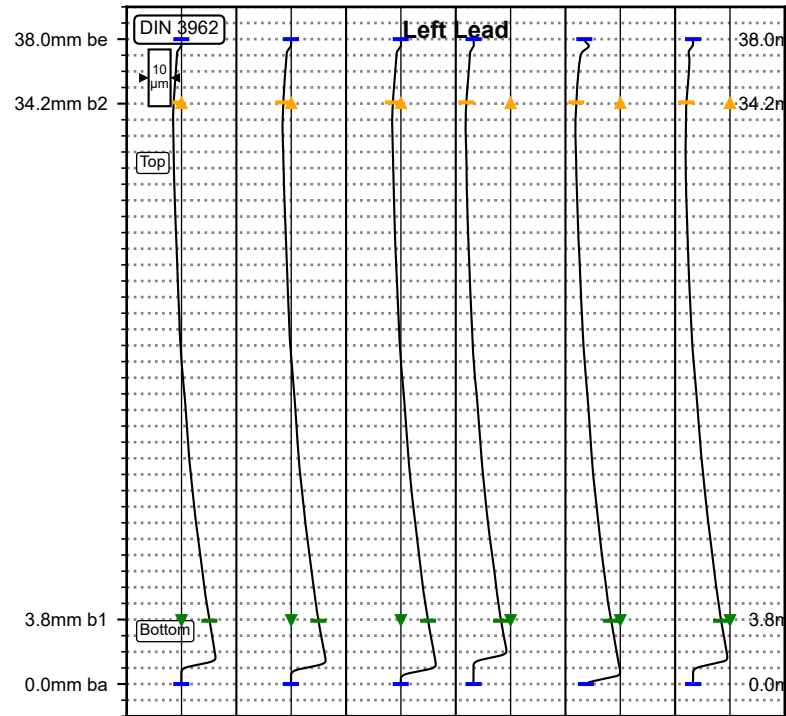 DIN 3962
Left Lead
38.0mm be
38.0m
10
µm
34.2mm b2
34.2m
Top
3.8mm b1
3.8m
Bottom
0.0mm ba
0.0m